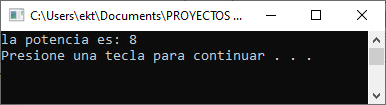 C:\Users\ekt\Documents\PROYECTOS ...
la potencia es: 8
Presione una tecla para continuar . . .